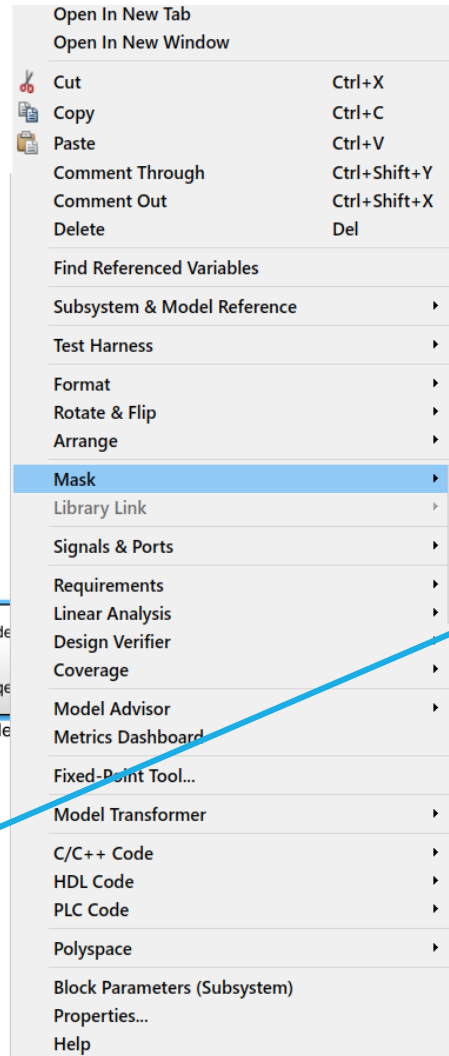 Open In New Tab
Open In New Window
Cut Ctrl+X
Copy Ctrl+C
Paste Ctrl+V
Comment Through Ctrl+Shift+Y
Comment Out Ctrl+Shift+X
Delete Del
Find Referenced Variables
Subsystem & Model Reference
Test Harness
Format
Rotate & Flip
Arrange
Mask
Library Link
Signals & Ports
Requirements
Linear Analysis
Design Verifier
Coverage
Model Advisor
Metrics Dashboard
Fixed-Point Tool...
Model Transformer
C/C++ Code
HDL Code
PLC Code
Polyspace
Block Parameters (Subsystem)
Properties...
Help